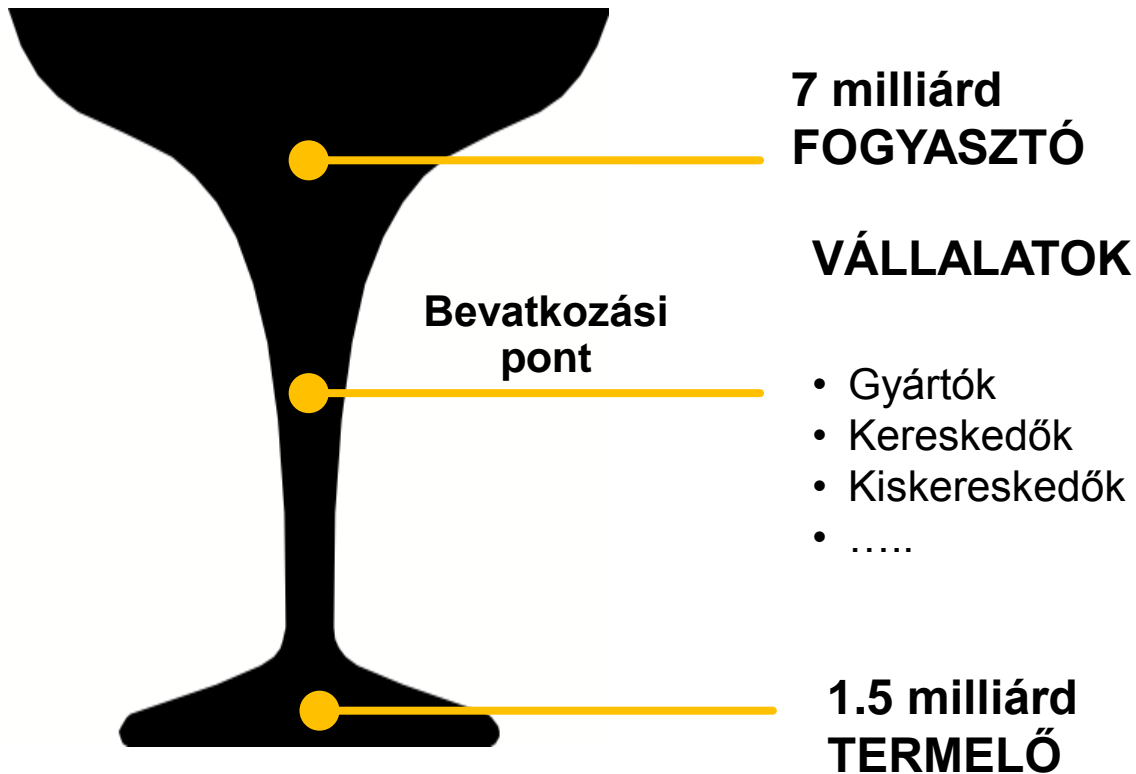 7 milliárd
FOGYASZTÓ
VÁLLALATOK
Bevatkozási
pont
• Gyártók
• Kereskedők
• Kiskereskedők
• …..
1.5 milliárd
TERMELŐ